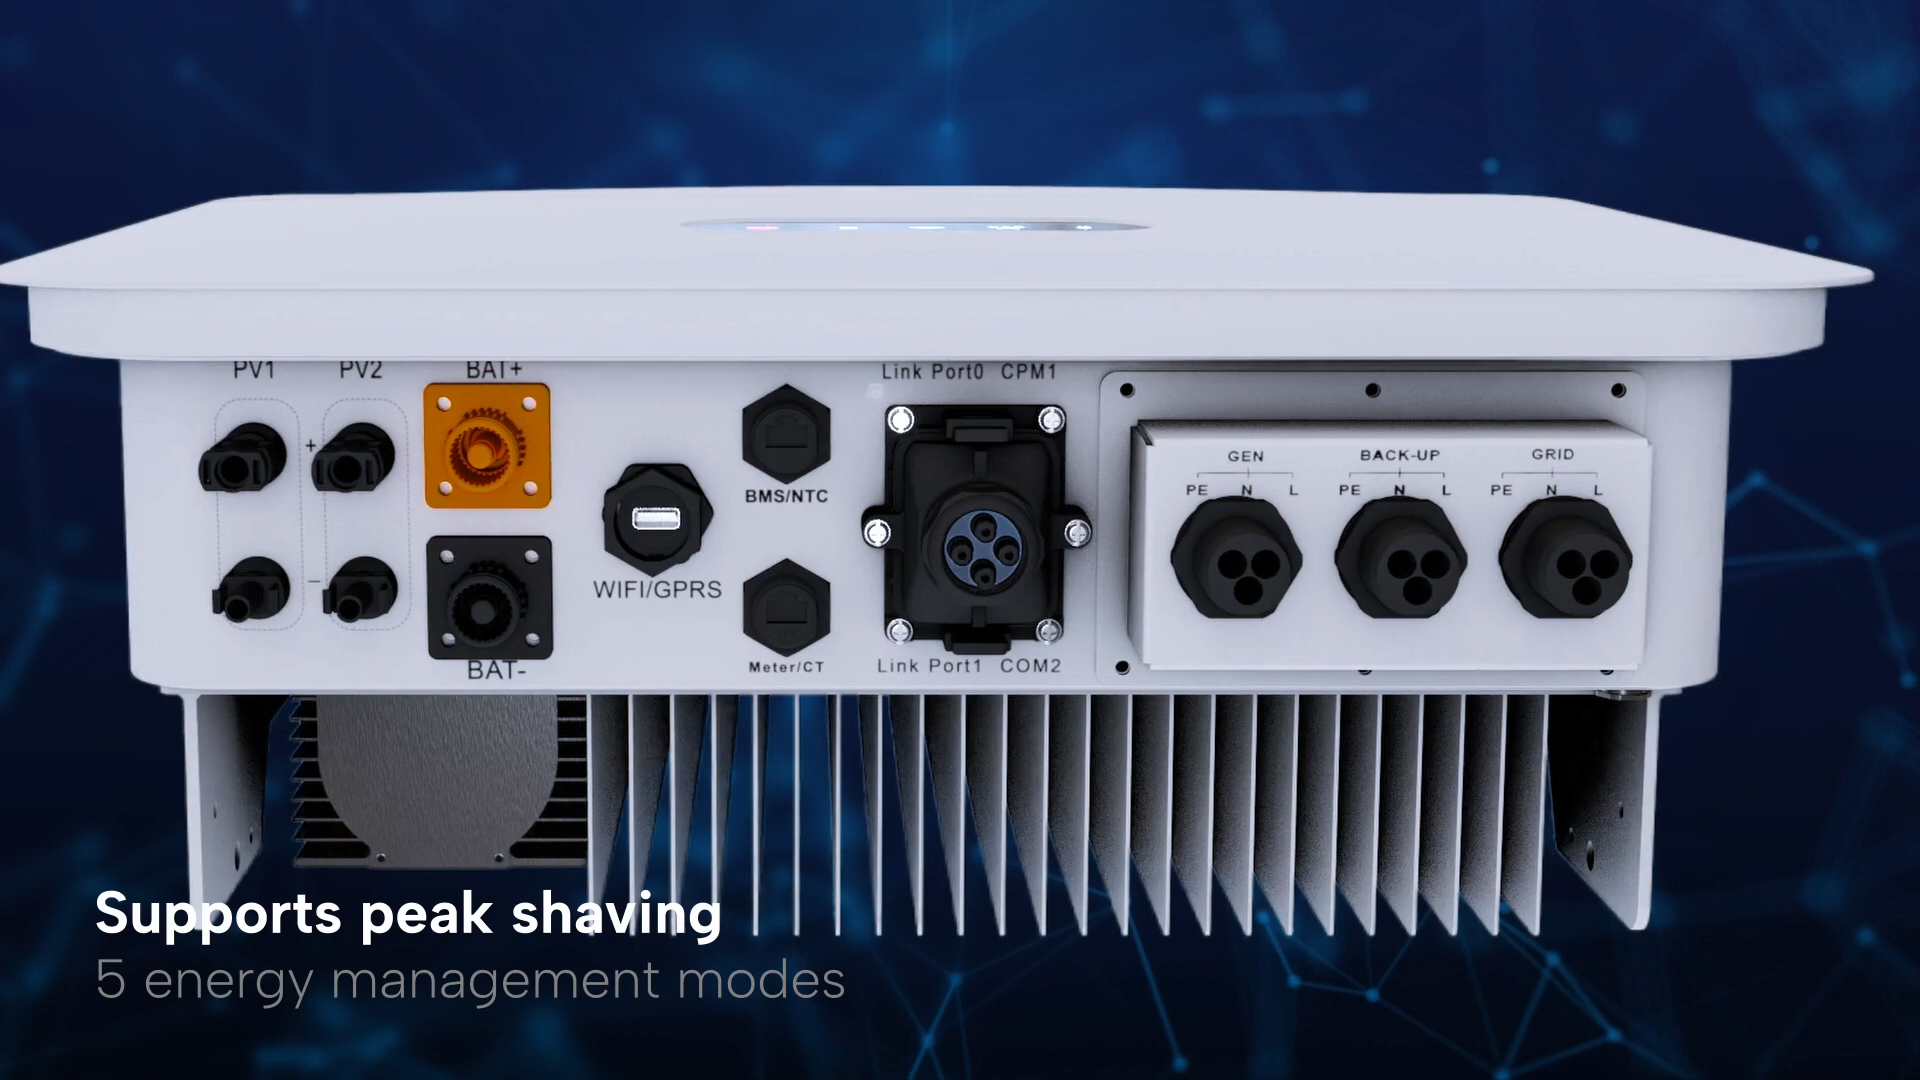 PV1 PV2 BAT+
Link Port0 CPM1
+
GEN BACK-UP GRID
PE N L PE N L PE N L
BMS/NTC
−
WIFI/GPRS
Meter/CT
BAT-
Link Port1 COM2
Supports peak shaving
5 energy management modes